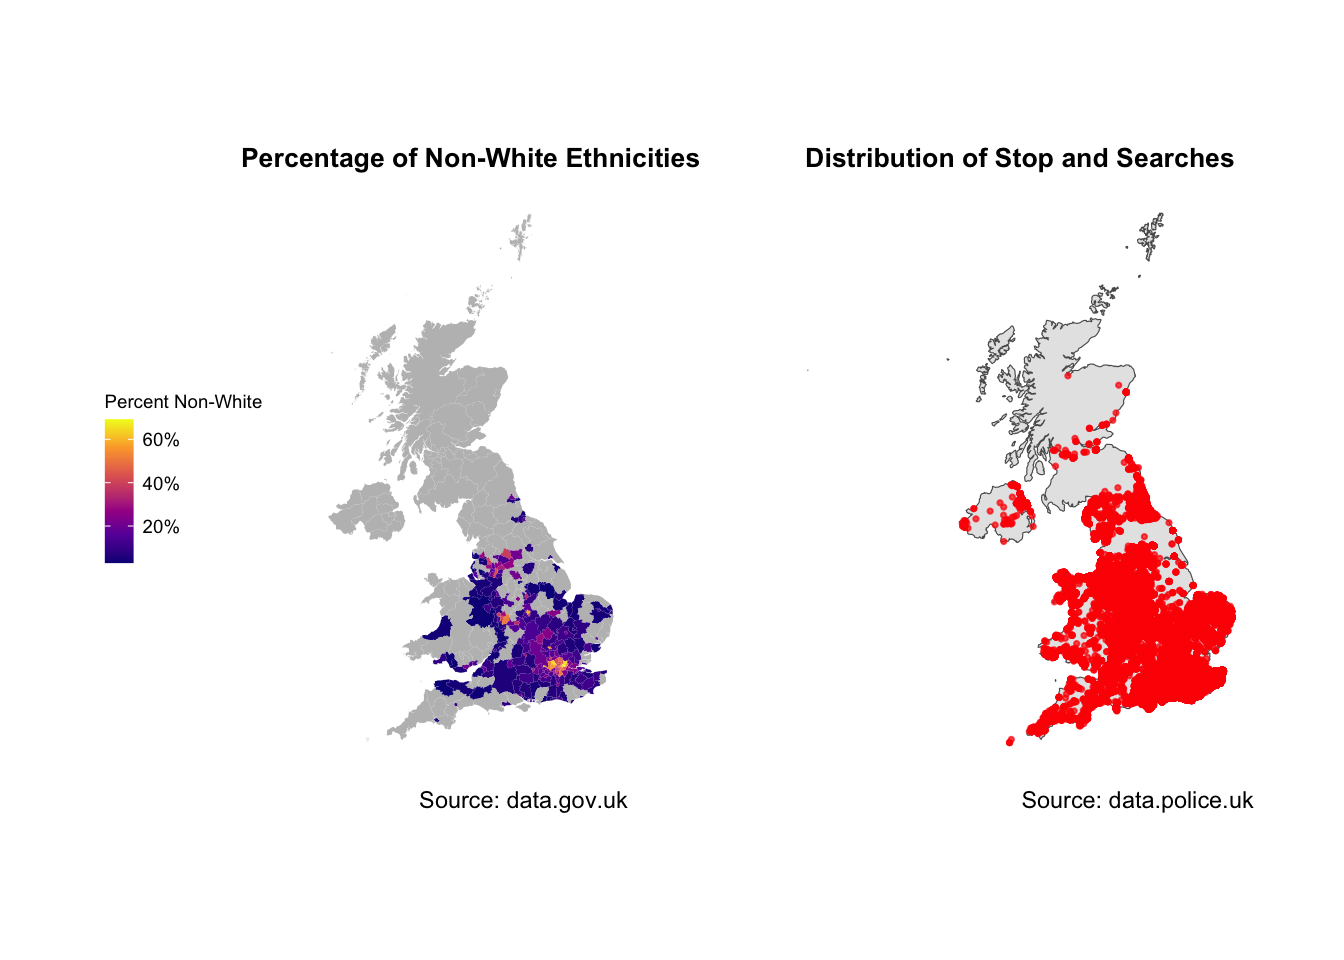 Percentage of Non-White Ethnicities
Distribution of Stop and Searches
Percent Non-White
60%
40%
20%
Source: data.gov.uk
Source: data.police.uk